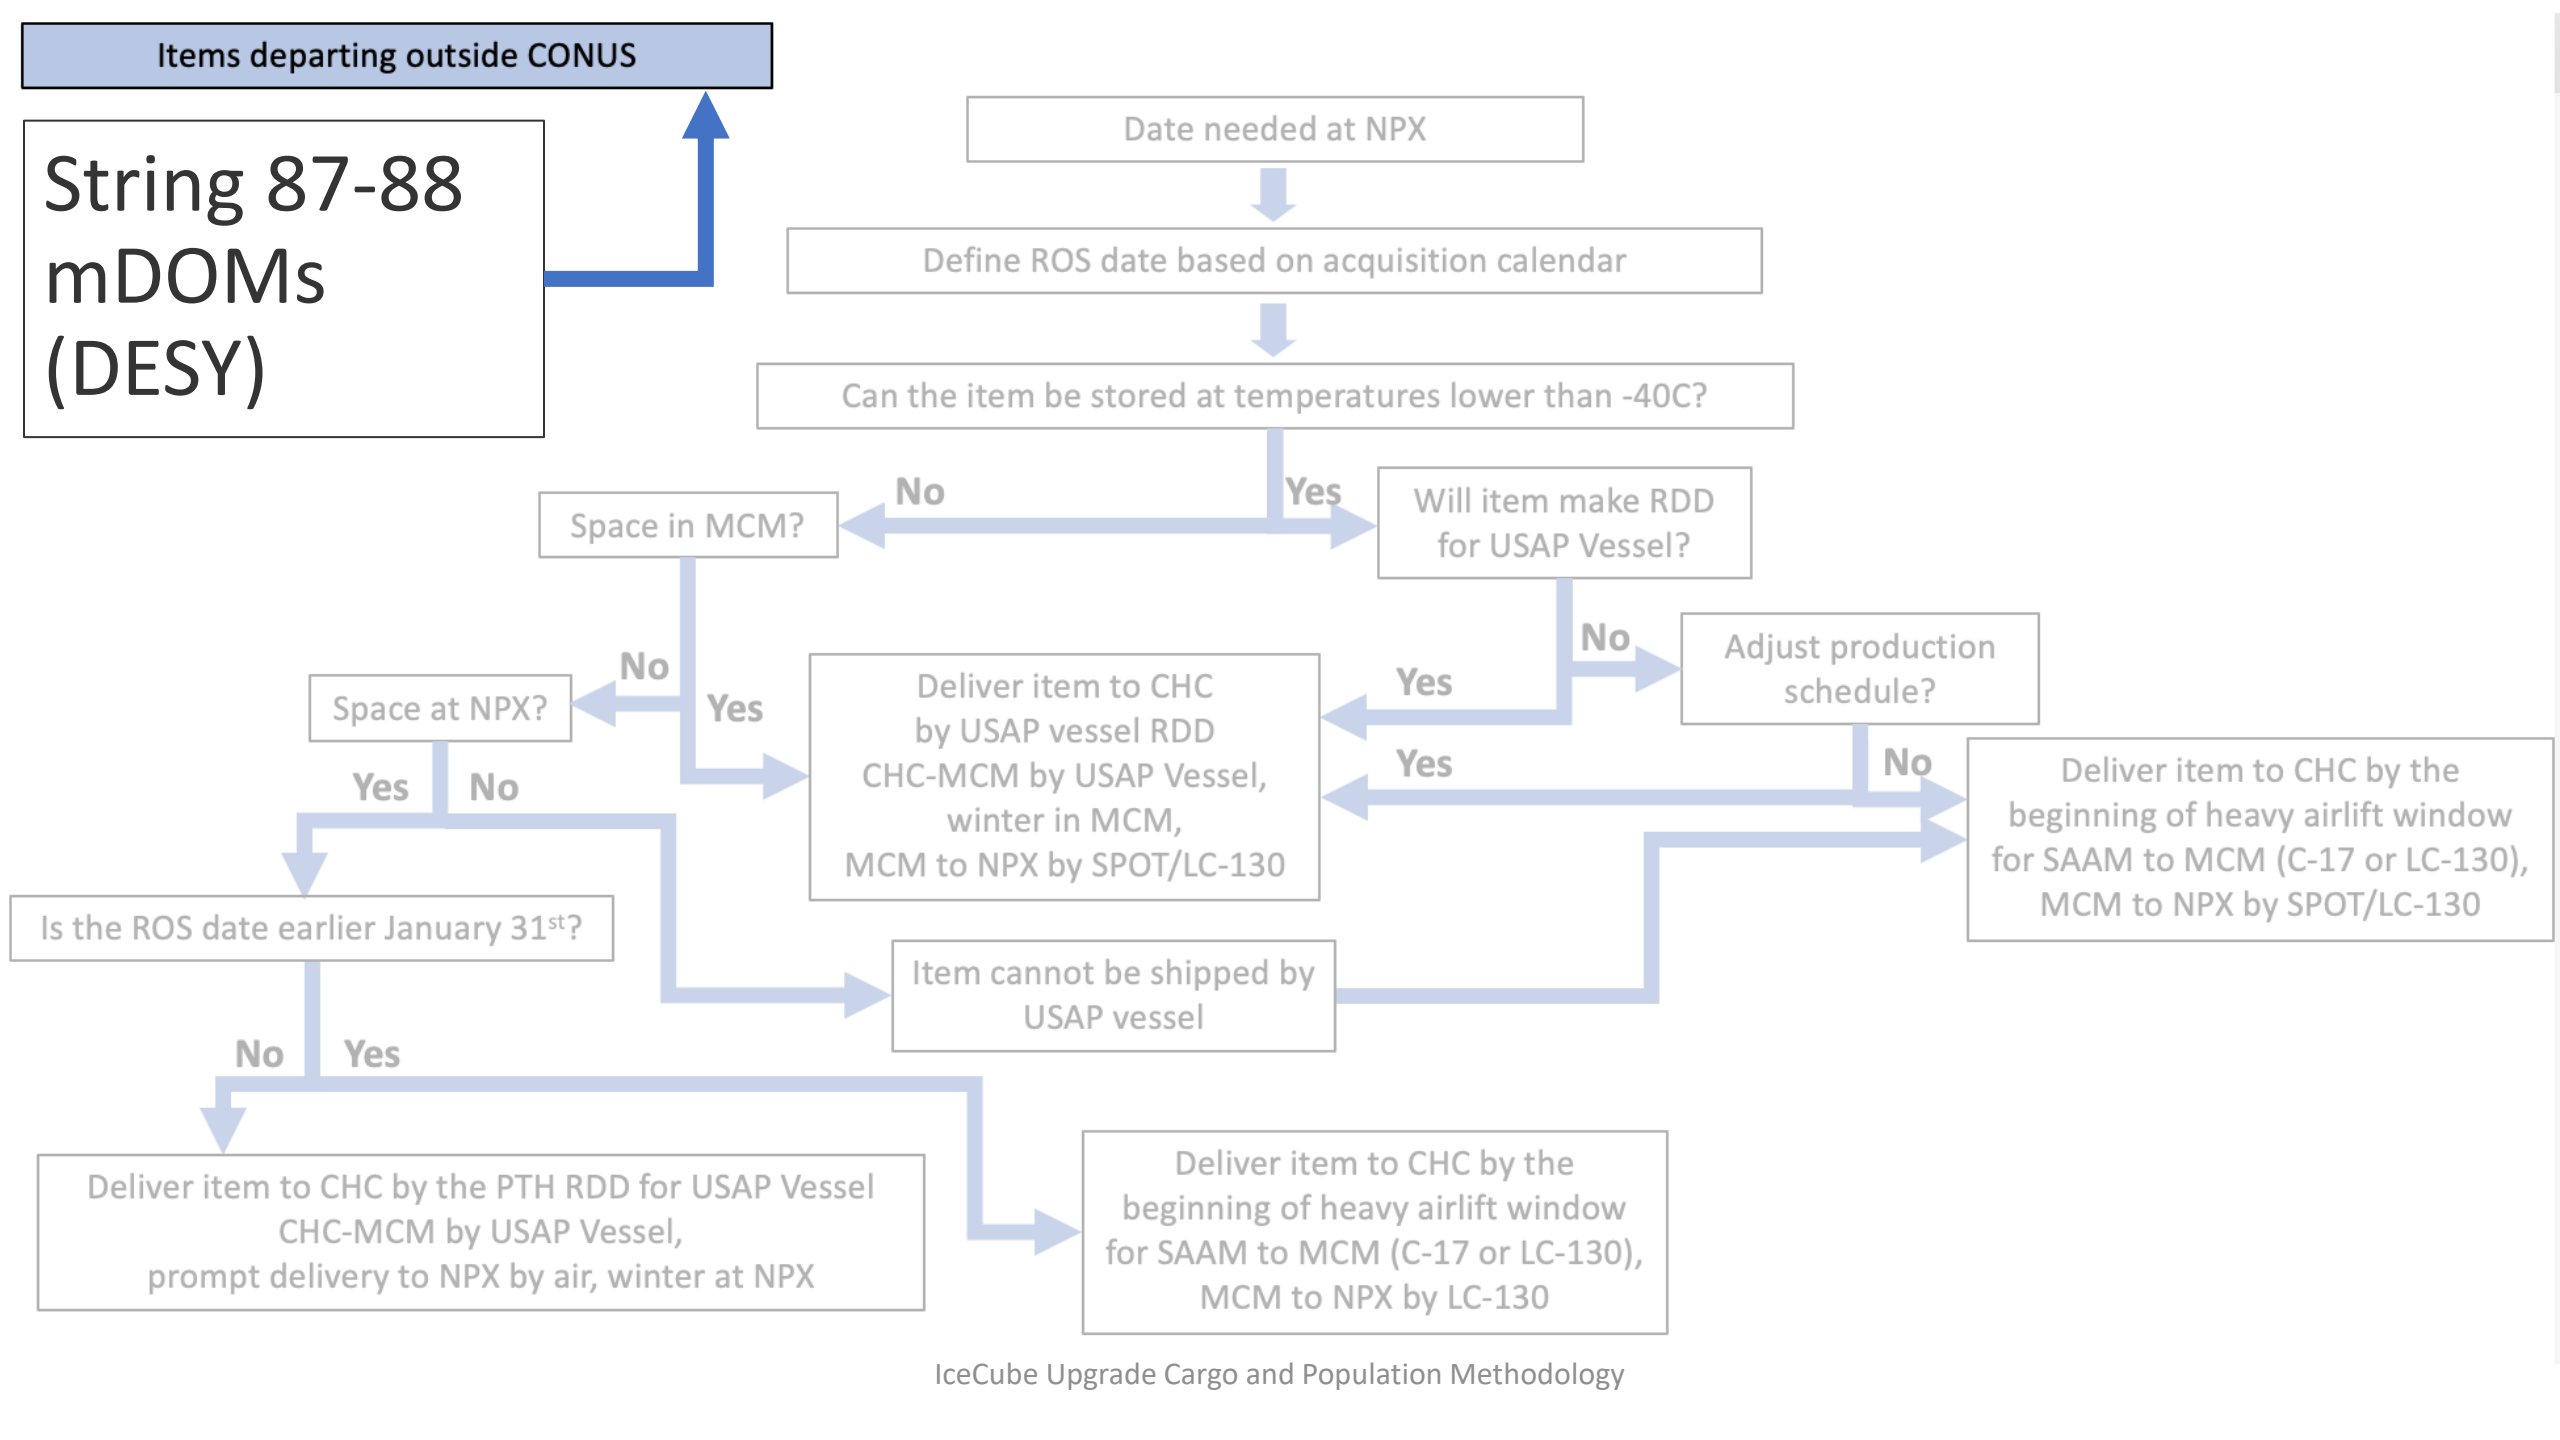 Items departing outside CONUS
String 87-88
mDOMs
(DESY)
Date needed at NPX
Define ROS date based on acquisition calendar
Can the item be stored at temperatures lower than -40C?
No
Yes
Space in MCM?
Will item make RDD
for USAP Vessel?
No
Yes
Space at NPX?
Deliver item to CHC
by USAP vessel RDD
CHC-MCM by USAP Vessel,
winter in MCM,
MCM to NPX by SPOT/LC-130
Yes
No
Adjust production
schedule?
Yes
No
Deliver item to CHC by the
beginning of heavy airlift window
for SAAM to MCM (C-17 or LC-130),
MCM to NPX by SPOT/LC-130
Yes
No
Is the ROS date earlier January 31st?
Item cannot be shipped by
USAP vessel
No
Yes
Deliver item to CHC by the PTH RDD for USAP Vessel
CHC-MCM by USAP Vessel,
prompt delivery to NPX by air, winter at NPX
Deliver item to CHC by the
beginning of heavy airlift window
for SAAM to MCM (C-17 or LC-130),
MCM to NPX by LC-130
IceCube Upgrade Cargo and Population Methodology